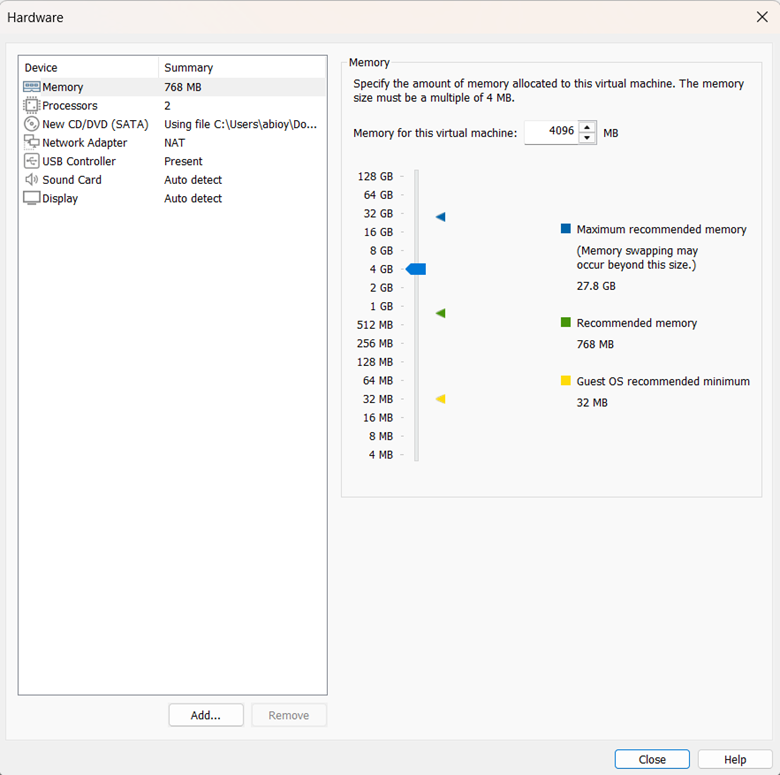 Hardware
Device Summary
Memory 768 MB
Processors 2
New CD/DVD (SATA) Using file C:\Users\abioy\Do...
Network Adapter NAT
USB Controller Present
Sound Card Auto detect
Display Auto detect
Add... Remove
Memory
Specify the amount of memory allocated to this virtual machine. The memory
size must be a multiple of 4 MB.
Memory for this virtual machine: 4096 MB
128 GB
64 GB
32 GB
16 GB
8 GB
4 GB
2 GB
1 GB
512 MB
256 MB
128 MB
64 MB
32 MB
16 MB
8 MB
4 MB
Maximum recommended memory
(Memory swapping may
occur beyond this size.)
27.8 GB
Recommended memory
768 MB
Guest OS recommended minimum
32 MB
Close Help